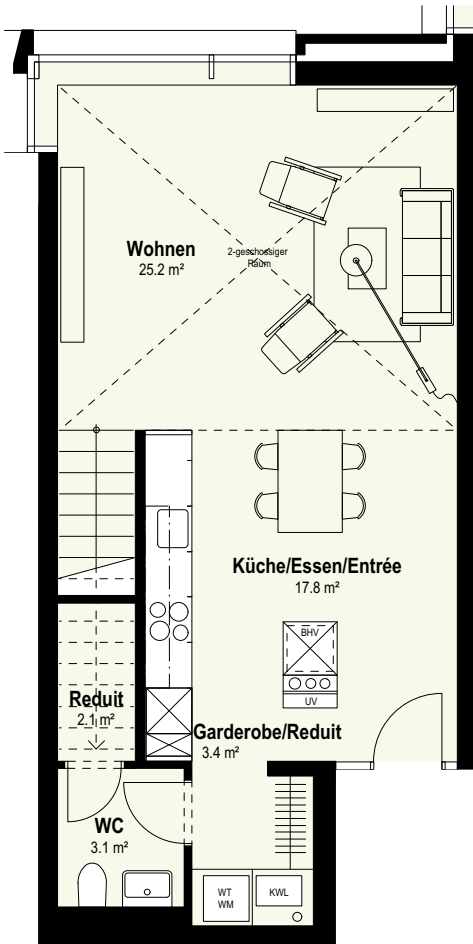 Wohnen
25.2 m²
2-geschossiger
Raum
Küche/Essen/Entrée
17.8 m²
BHV
UV
Reduit
2.1 m²
Garderobe/Reduit
3.4 m²
WC
3.1 m²
WT
WM
KWL